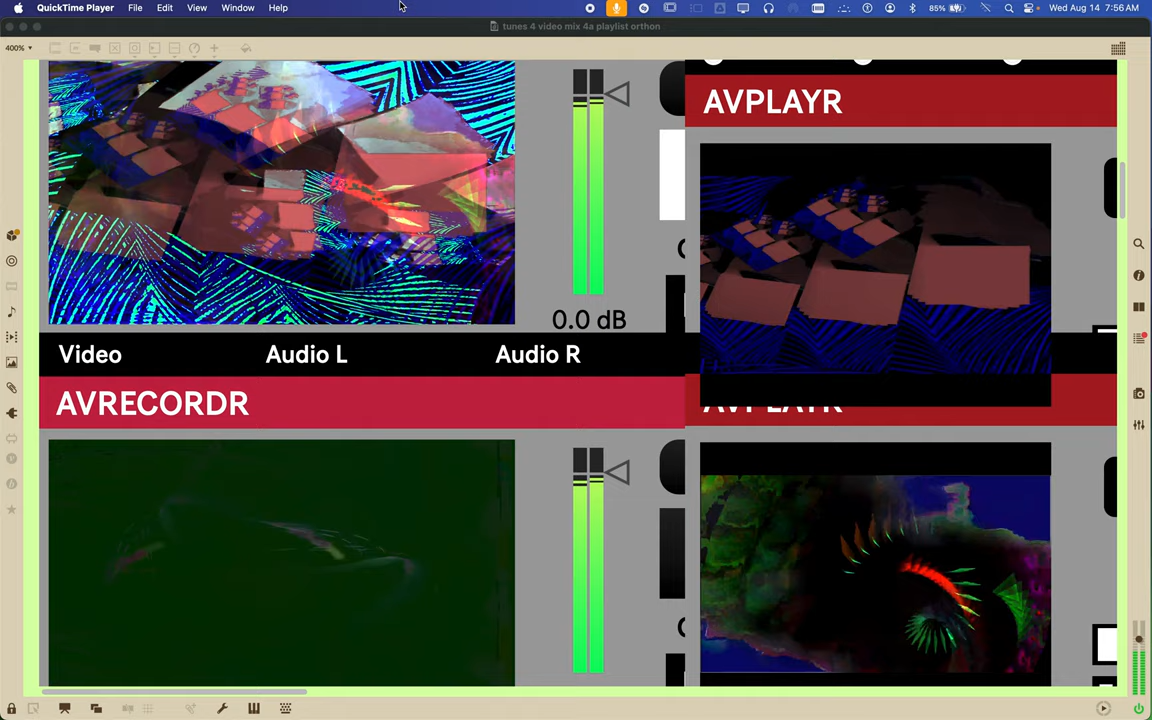 QuickTime Player File Edit View Window Help 85% Wed Aug 14 7:56 AM
tunes 4 video mix 4a playlist orthon
400%
AVPLAYR
0.0 dB
Video Audio L Audio R
AVRECORDR
AVPLAYR